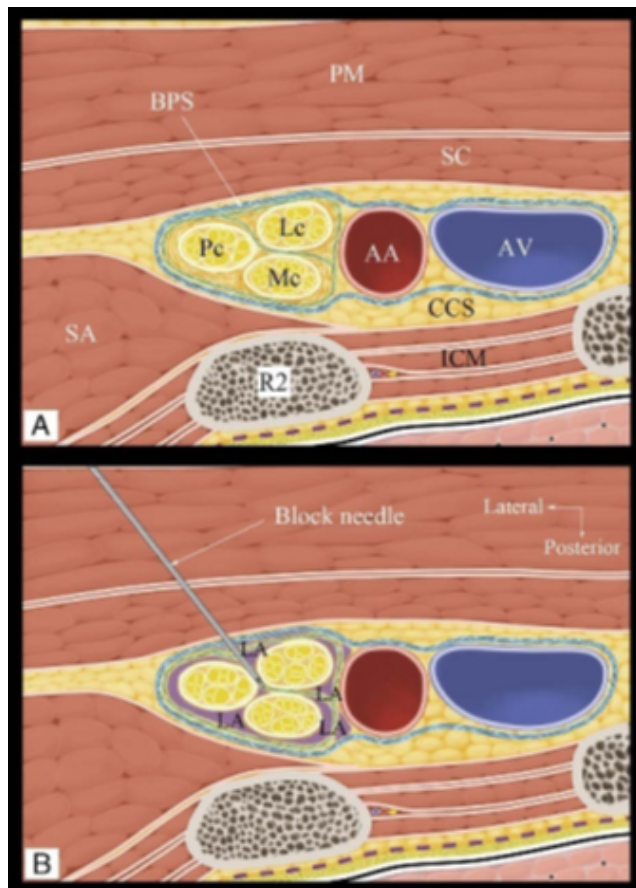 PM
BPS
SC
Lc
Pc
AA
AV
Mc
CCS
SA
ICM
R2
A
Block needle
Lateral
Posterior
LA
LA
LA
LA
B